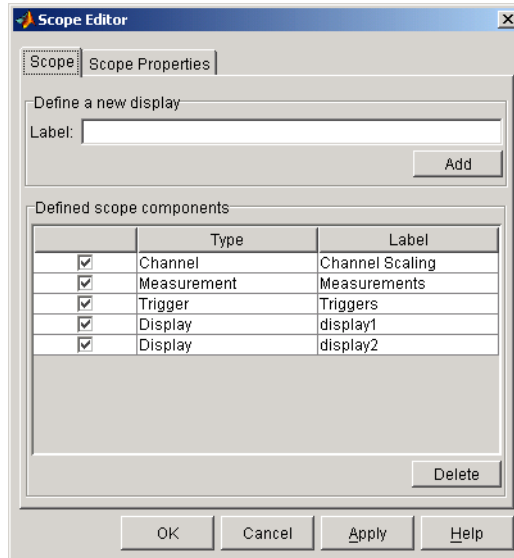 Scope Editor
Scope Scope Properties
Define a new display
Label:
Add
Defined scope components
Type Label
Channel Channel Scaling
Measurement Measurements
Trigger Triggers
Display display1
Display display2
Delete
OK Cancel Apply Help